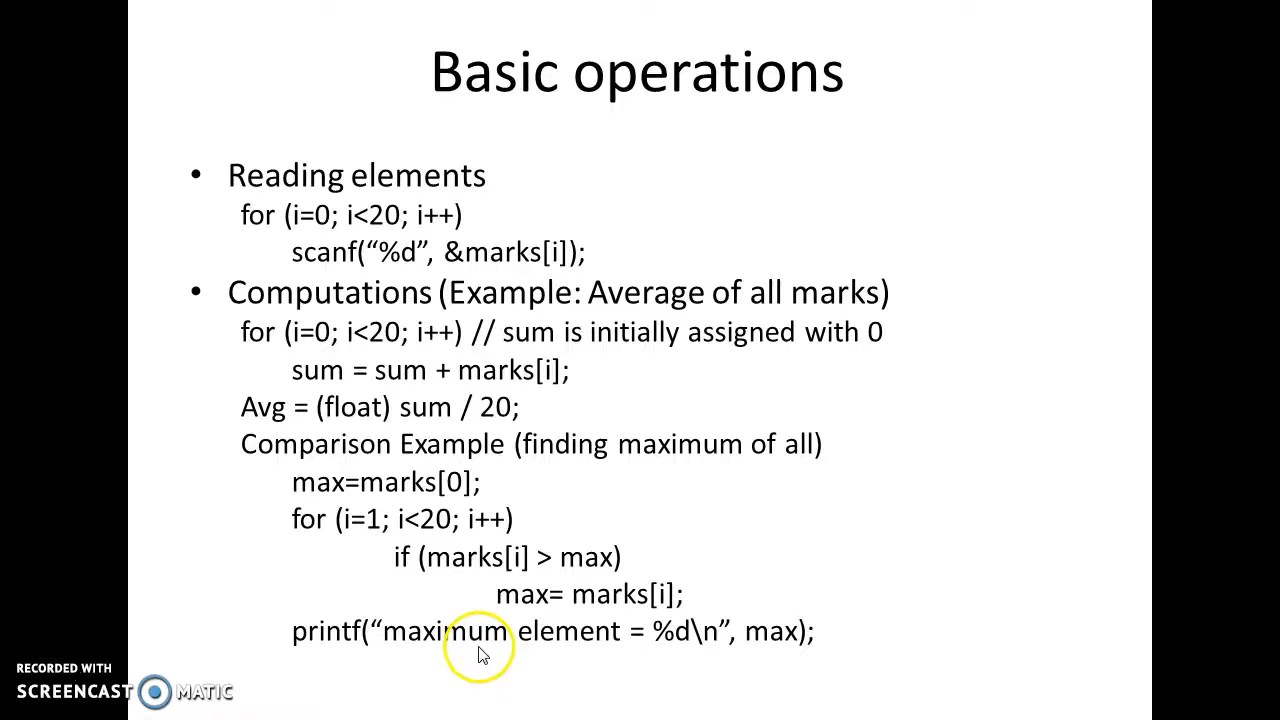 Basic operations
• Reading elements
for (i=0; i<20; i++)
scanf(“%d”, &marks[i]);
• Computations (Example: Average of all marks)
for (i=0; i<20; i++) // sum is initially assigned with 0
sum = sum + marks[i];
Avg = (float) sum / 20;
Comparison Example (finding maximum of all)
max=marks[0];
for (i=1; i<20; i++)
if (marks[i] > max)
max= marks[i];
printf(“maximum element = %d\n”, max);
RECORDED WITH
SCREENCAST MATIC